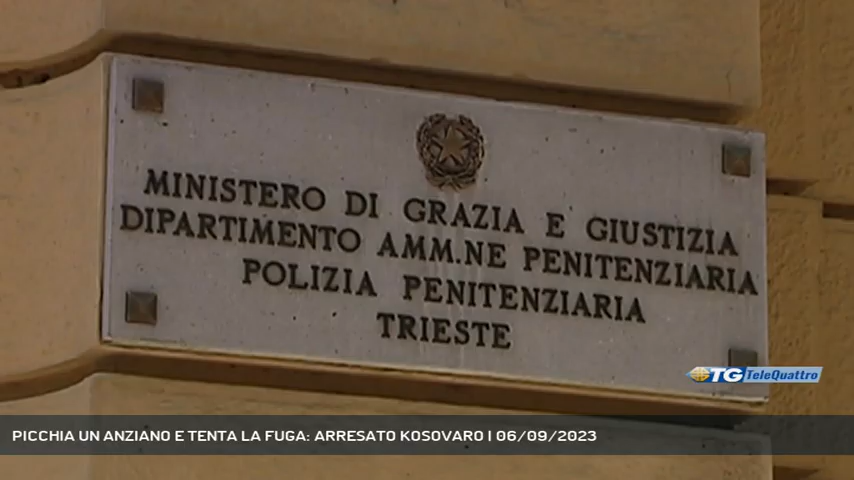 MINISTERO DI GRAZIA E GIUSTIZIA
DIPARTIMENTO AMM.NE PENITENZIARIA
POLIZIA PENITENZIARIA
TRIESTE
TG TeleQuattro
PICCHIA UN ANZIANO E TENTA LA FUGA: ARRESATO KOSOVARO | 06/09/2023